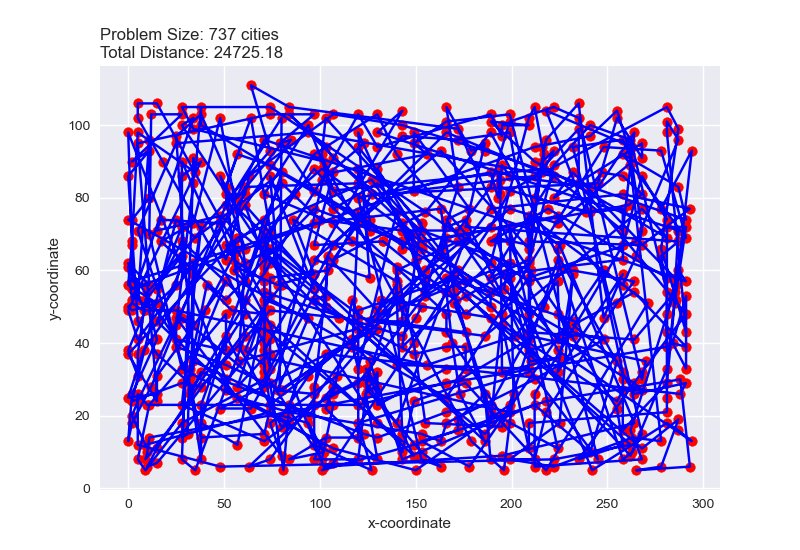 Problem Size: 737 cities
Total Distance: 24725.18
100
80
60
40
20
0
y-coordinate
0 50 100 150 200 250 300
x-coordinate